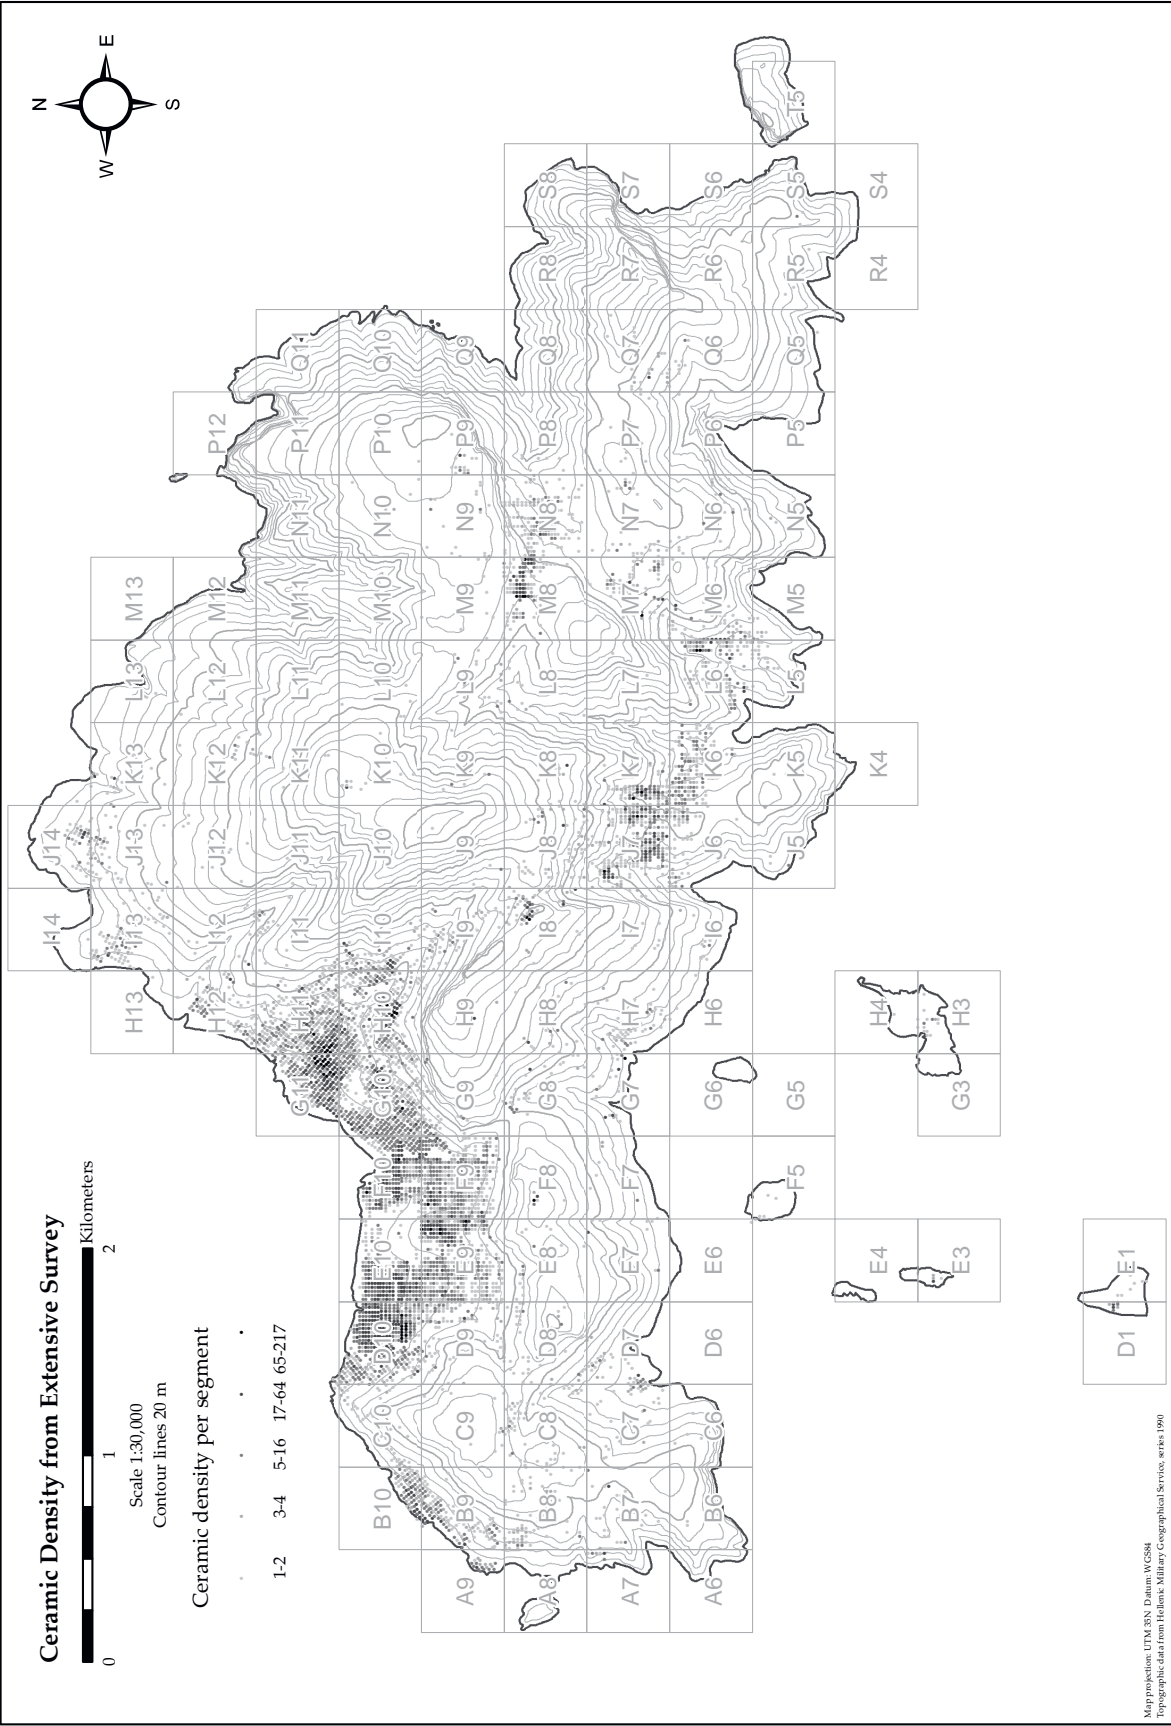 Ceramic Density from Extensive Survey
Kilometers
0 1 2
Scale 1:30,000
Contour lines 20 m
Ceramic density per segment
1-2 3-4 5-16 17-64 65-217
N
W E
S
I14 J14
H13 I13 J13 K13 L13 M13
H12 I12 J12 K12 L12 M12 P12
G11 H11 I11 J11 K11 L11 M11 N11 P11 Q11
B10 C10 D10 E10 F10 G10 H10 I10 J10 K10 L10 M10 N10 P10 Q10
A9 B9 C9 D9 E9 F9 G9 H9 I9 J9 K9 L9 M9 N9 P9 Q9
A8 B8 C8 D8 E8 F8 G8 H8 I8 J8 K8 L8 M8 N8 P8 Q8 R8 S8
A7 B7 C7 D7 E7 F7 G7 H7 I7 J7 K7 L7 M7 N7 P7 Q7 R7 S7
A6 B6 C6 D6 E6 G6 H6 I6 J6 K6 L6 M6 N6 P6 Q6 R6 S6
F5 G5 J5 K5 L5 M5 N5 P5 Q5 R5 S5 T5
E4 H4 K4 R4 S4
E3 G3 H3
D1 E1
Map projection: UTM 35N Datum: WGS84
Topographic data from Hellenic Military Geographical Service, series 1990